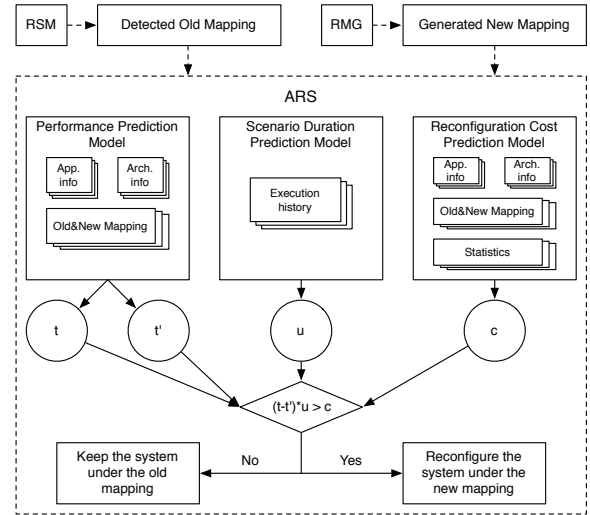 RSM
Detected Old Mapping
RMG
Generated New Mapping
ARS
Performance Prediction
Model
App.
info
Arch.
info
Old&New Mapping
Scenario Duration
Prediction Model
Execution
history
Reconfiguration Cost
Prediction Model
App.
info
Arch.
info
Old&New Mapping
Statistics
t
t'
u
c
(t-t')*u > c
No
Yes
Keep the system
under the old
mapping
Reconfigure the
system under the
new mapping